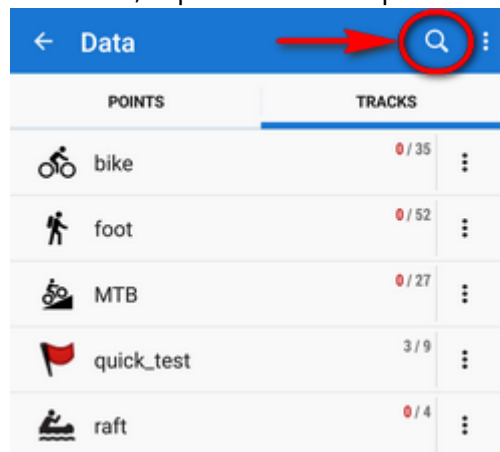 Data
POINTS TRACKS
bike 0/35
foot 0/52
MTB 0/27
quick_test 3/9
raft 0/4